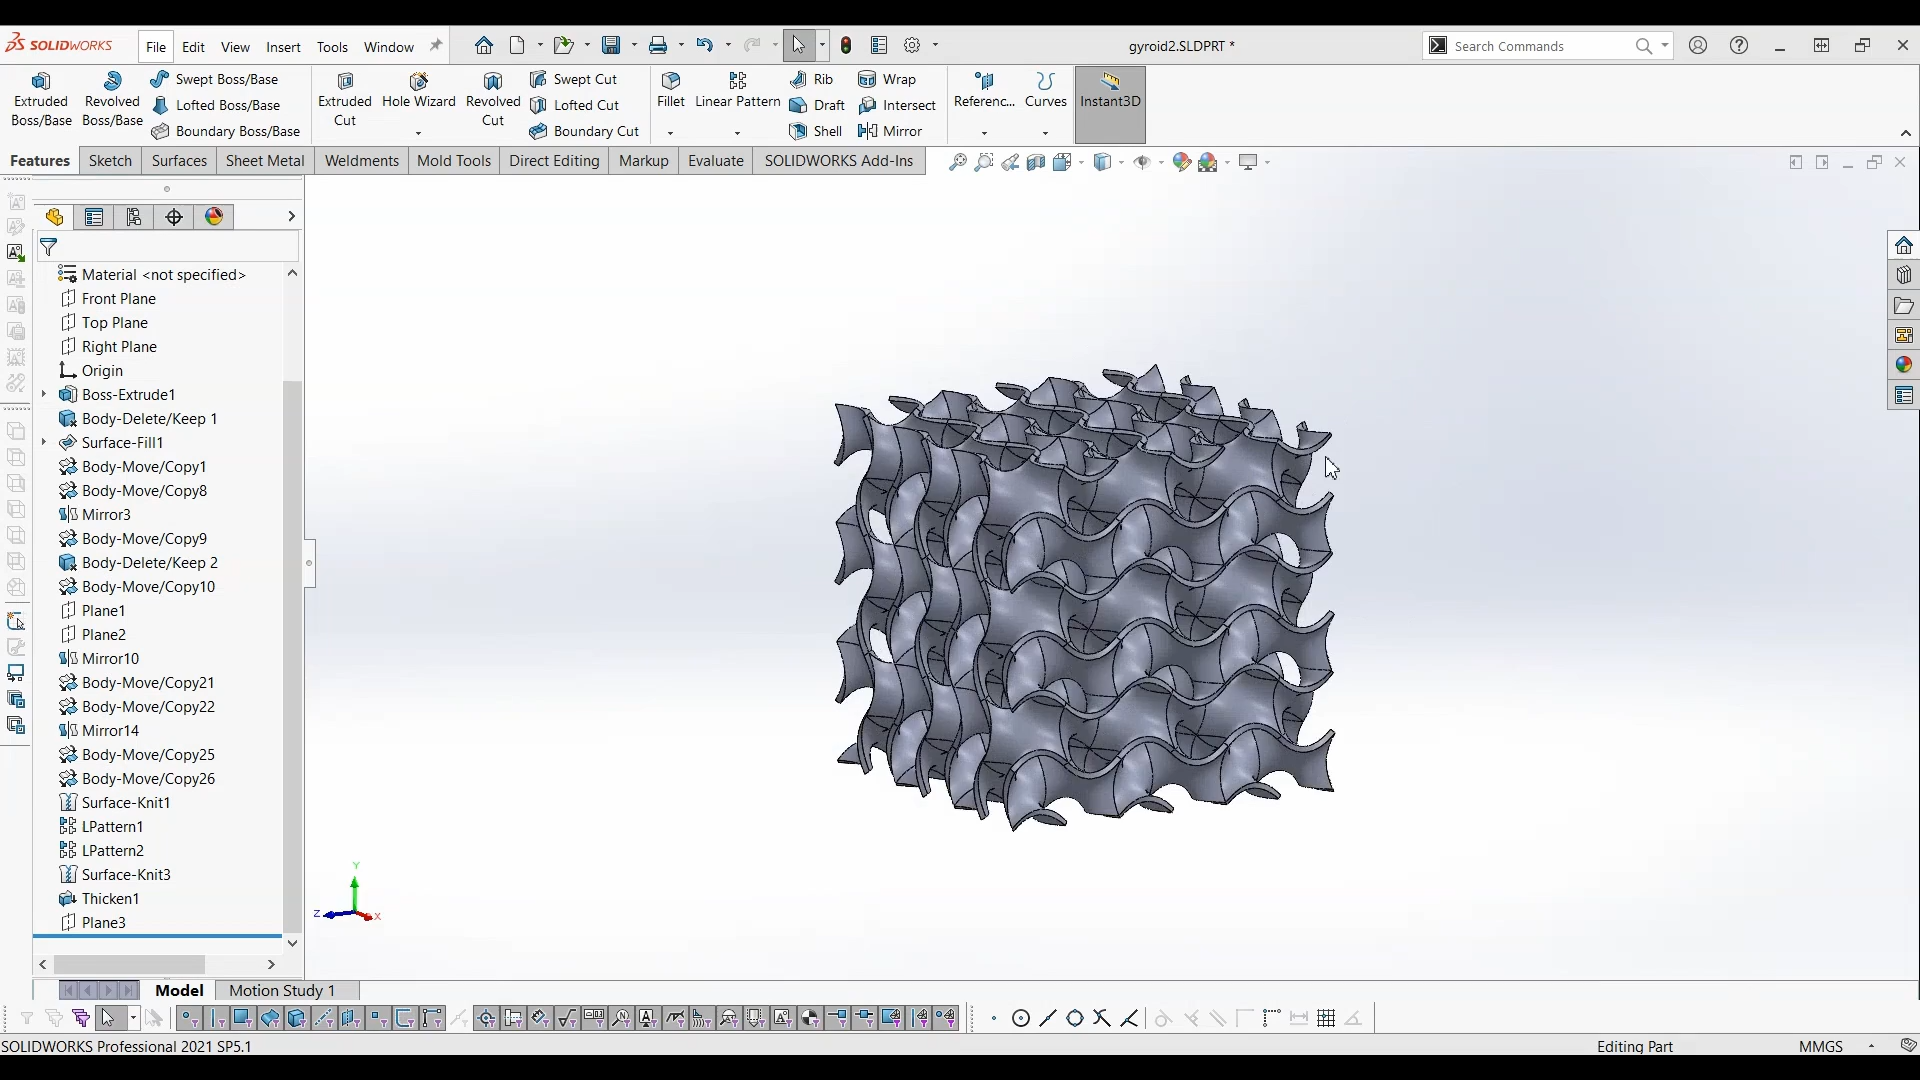 SOLIDWORKS
File Edit View Insert Tools Window
gyroid2.SLDPRT *
Search Commands
Extruded Boss/Base
Revolved Boss/Base
Swept Boss/Base
Lofted Boss/Base
Boundary Boss/Base
Extruded Cut
Hole Wizard
Revolved Cut
Swept Cut
Lofted Cut
Boundary Cut
Fillet
Linear Pattern
Rib
Draft
Shell
Wrap
Intersect
Mirror
Referenc...
Curves
Instant3D
Features Sketch Surfaces Sheet Metal Weldments Mold Tools Direct Editing Markup Evaluate SOLIDWORKS Add-Ins
Material <not specified>
Front Plane
Top Plane
Right Plane
Origin
Boss-Extrude1
Body-Delete/Keep 1
Surface-Fill1
Body-Move/Copy1
Body-Move/Copy8
Mirror3
Body-Move/Copy9
Body-Delete/Keep 2
Body-Move/Copy10
Plane1
Plane2
Mirror10
Body-Move/Copy21
Body-Move/Copy22
Mirror14
Body-Move/Copy25
Body-Move/Copy26
Surface-Knit1
LPattern1
LPattern2
Surface-Knit3
Thicken1
Plane3
Y
Z
X
Model Motion Study 1
SOLIDWORKS Professional 2021 SP5.1
Editing Part
MMGS